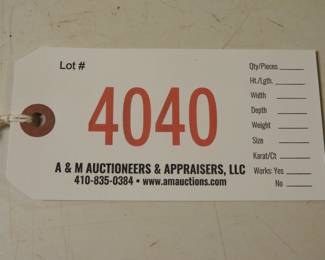 Lot #
4040
Qty/Pieces
Ht./Lgth.
Width
Depth
Weight
Size
Karat/Ct
Works: Yes
No
A & M AUCTIONEERS & APPRAISERS, LLC
410-835-0384 • www.amauctions.com